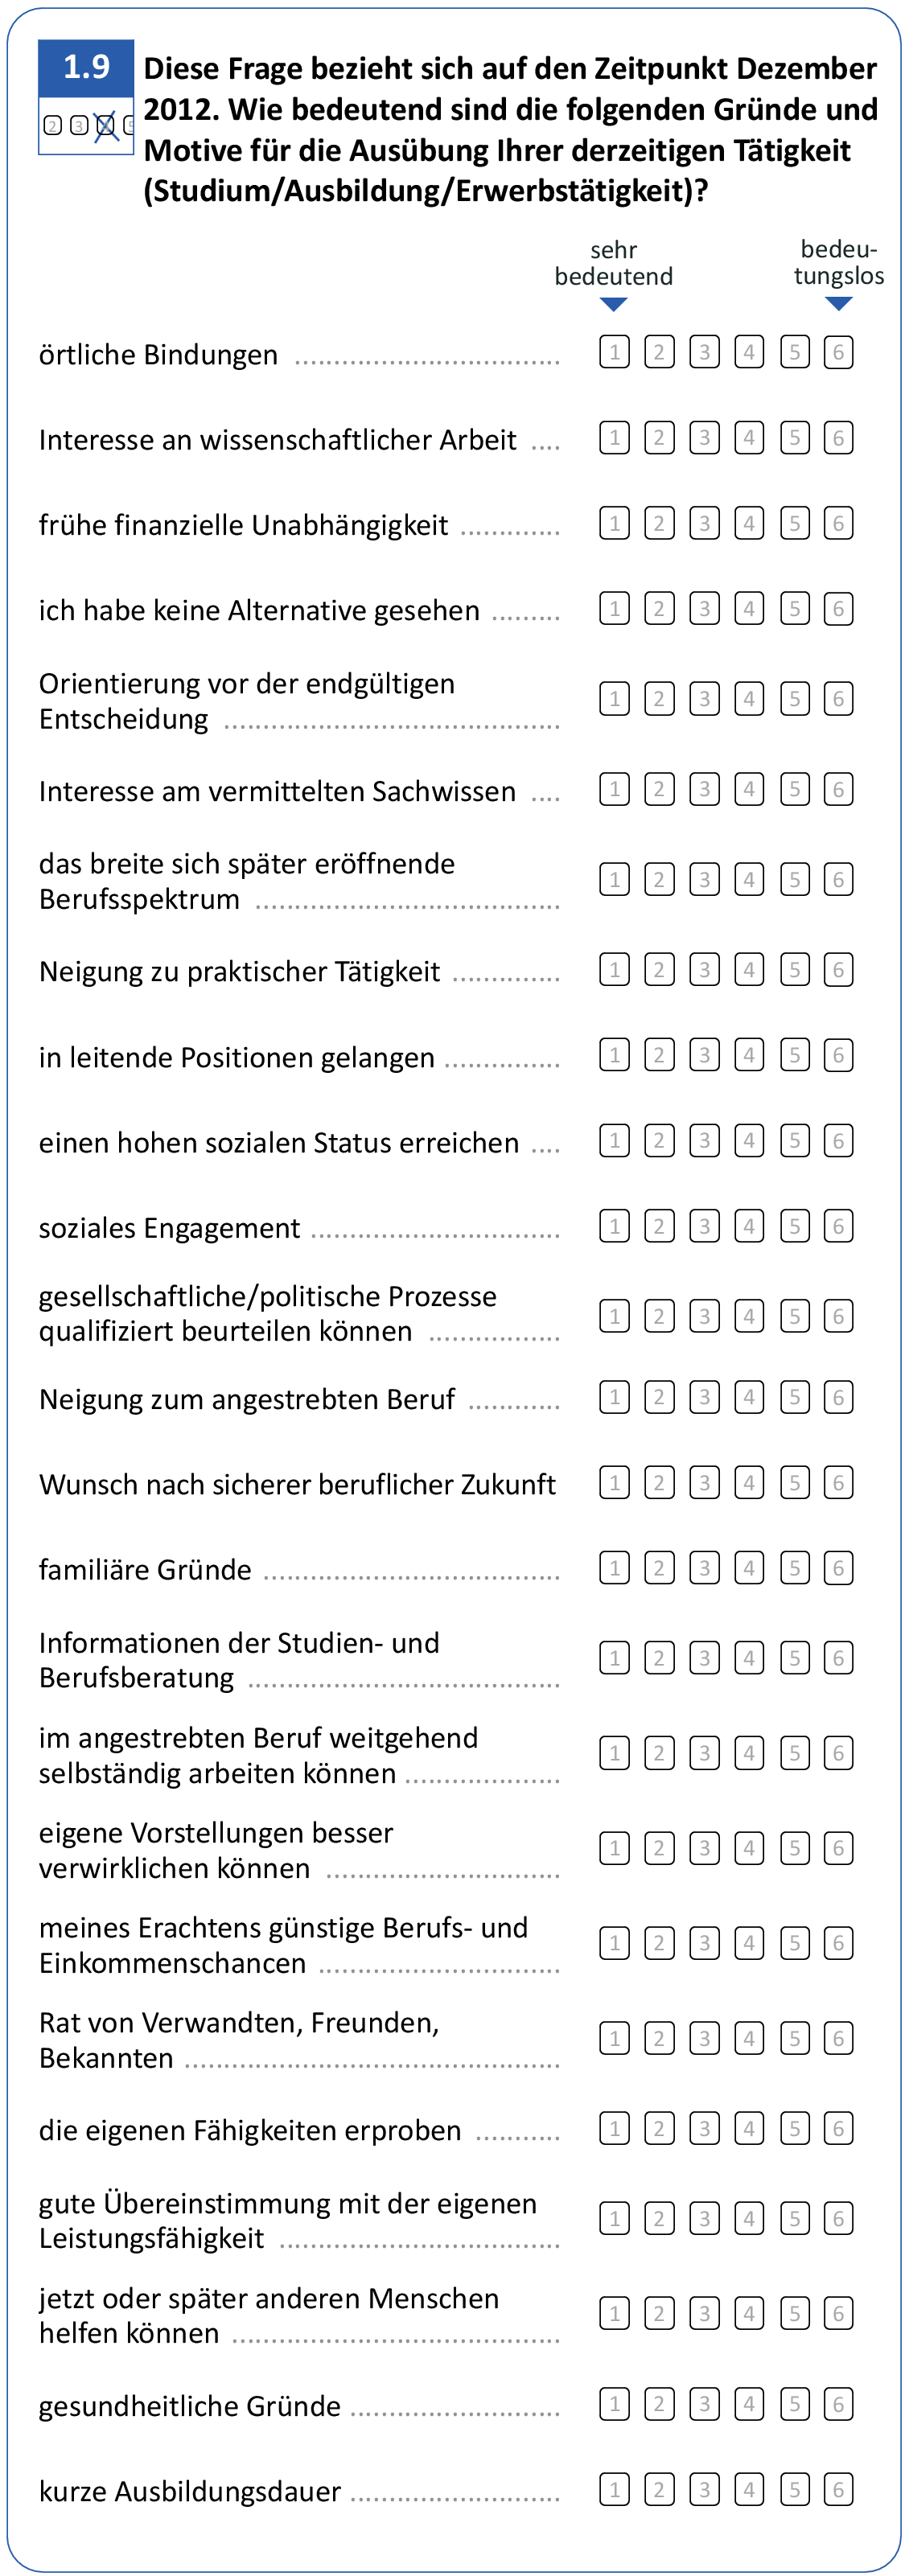 1.9
2 3 4 5
Diese Frage bezieht sich auf den Zeitpunkt Dezember
2012. Wie bedeutend sind die folgenden Gründe und
Motive für die Ausübung Ihrer derzeitigen Tätigkeit
(Studium/Ausbildung/Erwerbstätigkeit)?
sehr
bedeutend
bedeu-
tungslos
örtliche Bindungen ............................... 1 2 3 4 5 6
Interesse an wissenschaftlicher Arbeit .... 1 2 3 4 5 6
frühe finanzielle Unabhängigkeit ............ 1 2 3 4 5 6
ich habe keine Alternative gesehen ........ 1 2 3 4 5 6
Orientierung vor der endgültigen
Entscheidung ....................................... 1 2 3 4 5 6
Interesse am vermittelten Sachwissen .... 1 2 3 4 5 6
das breite sich später eröffnende
Berufsspektrum .................................... 1 2 3 4 5 6
Neigung zu praktischer Tätigkeit ............. 1 2 3 4 5 6
in leitende Positionen gelangen .............. 1 2 3 4 5 6
einen hohen sozialen Status erreichen .... 1 2 3 4 5 6
soziales Engagement ............................. 1 2 3 4 5 6
gesellschaftliche/politische Prozesse
qualifiziert beurteilen können ................ 1 2 3 4 5 6
Neigung zum angestrebten Beruf ........... 1 2 3 4 5 6
Wunsch nach sicherer beruflicher Zukunft 1 2 3 4 5 6
familiäre Gründe ................................... 1 2 3 4 5 6
Informationen der Studien- und
Berufsberatung ..................................... 1 2 3 4 5 6
im angestrebten Beruf weitgehend
selbständig arbeiten können .................. 1 2 3 4 5 6
eigene Vorstellungen besser
verwirklichen können ............................ 1 2 3 4 5 6
meines Erachtens günstige Berufs- und
Einkommenschancen ............................. 1 2 3 4 5 6
Rat von Verwandten, Freunden,
Bekannten ............................................ 1 2 3 4 5 6
die eigenen Fähigkeiten erproben .......... 1 2 3 4 5 6
gute Übereinstimmung mit der eigenen
Leistungsfähigkeit ................................. 1 2 3 4 5 6
jetzt oder später anderen Menschen
helfen können ...................................... 1 2 3 4 5 6
gesundheitliche Gründe ......................... 1 2 3 4 5 6
kurze Ausbildungsdauer ......................... 1 2 3 4 5 6